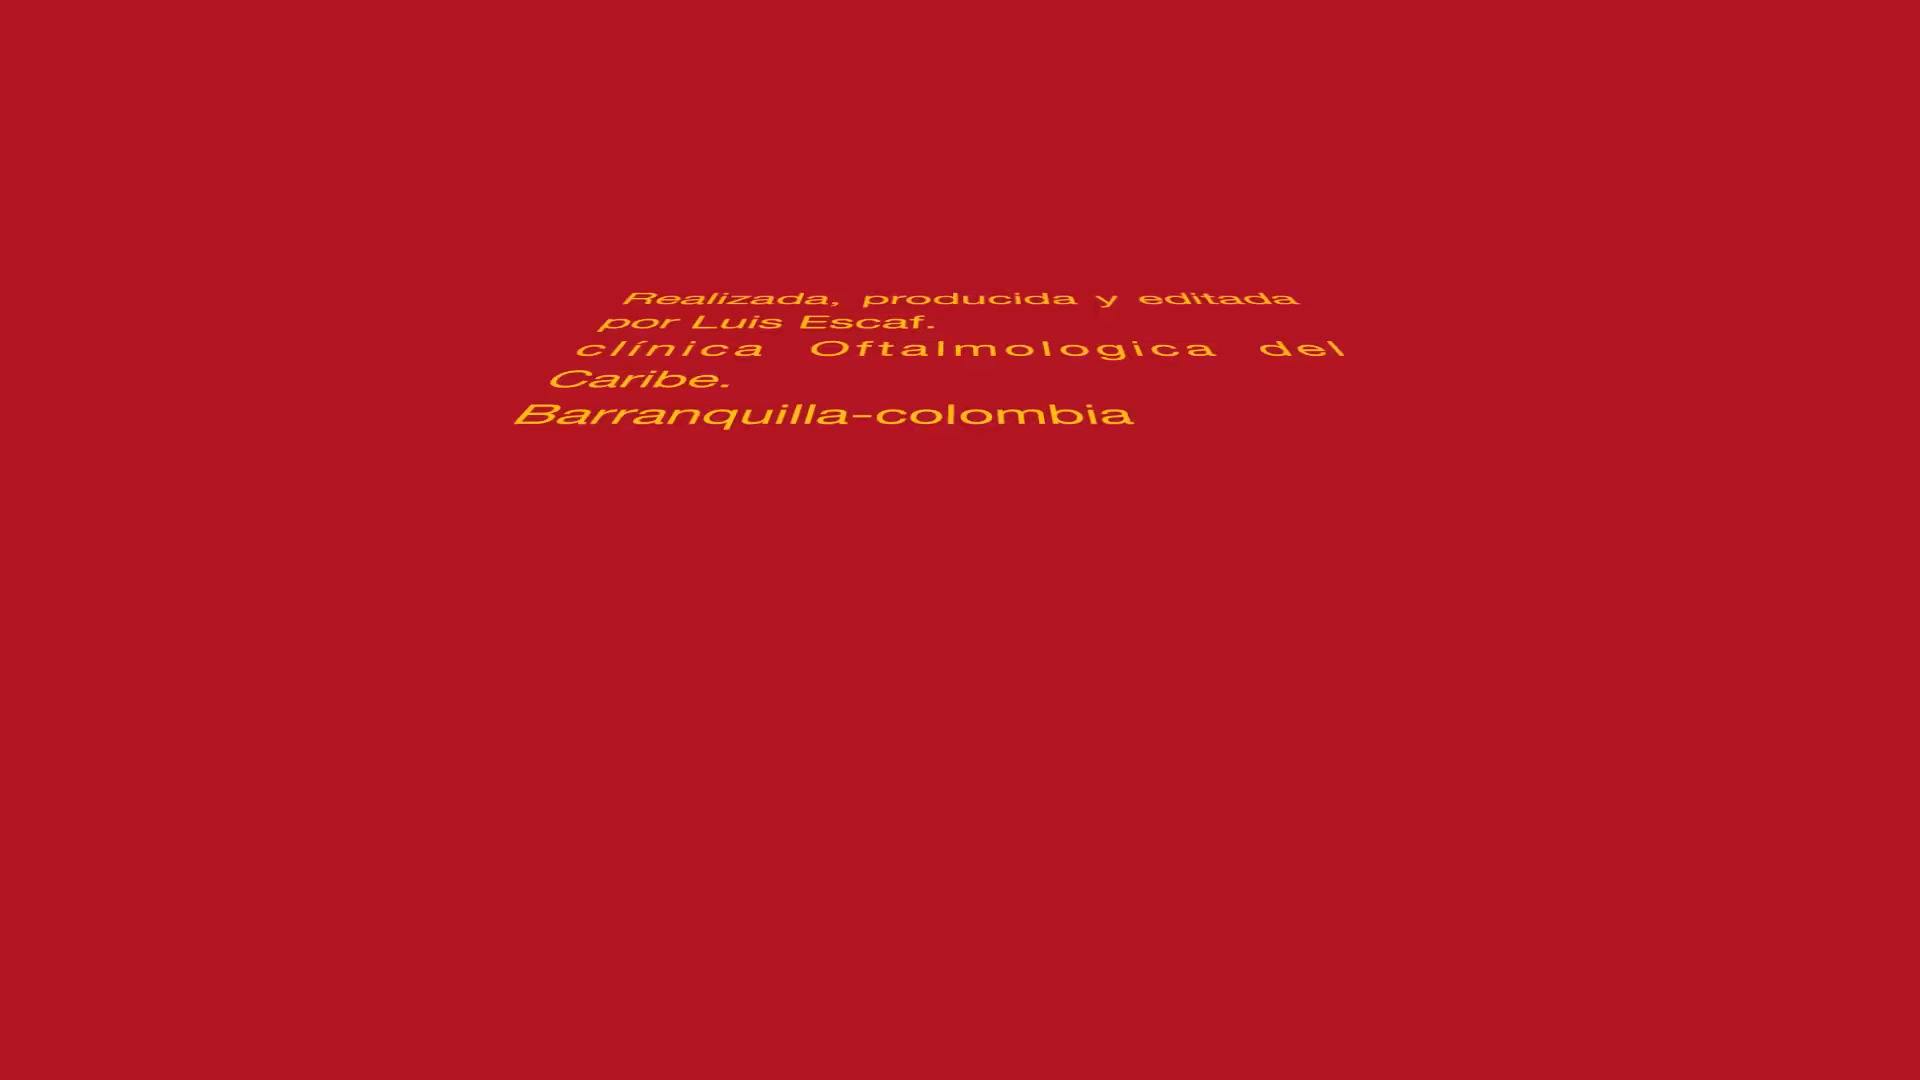 Realizada, producida y editada
por Luis Escaf.
clínica Oftalmologica del
Caribe.
Barranquilla-colombia